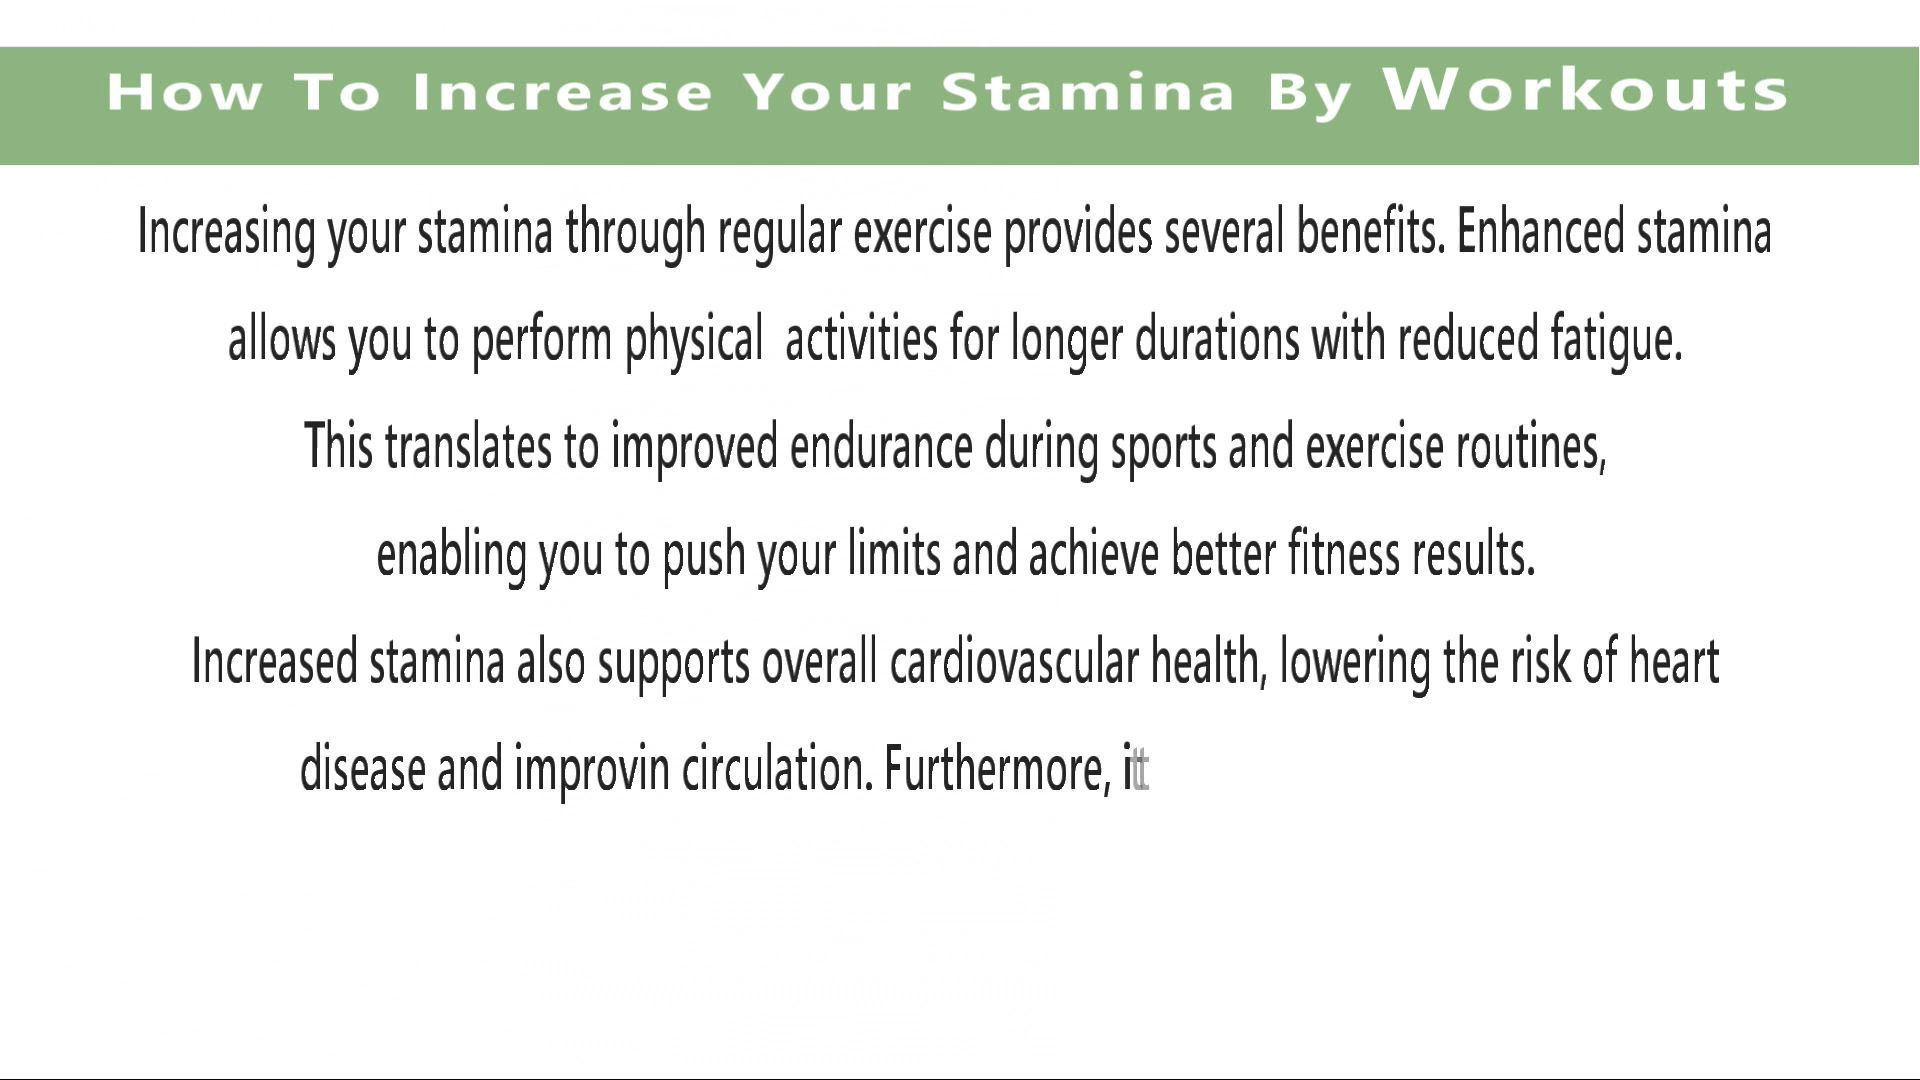 How To Increase Your Stamina By Workouts
Increasing your stamina through regular exercise provides several benefits. Enhanced stamina
allows you to perform physical activities for longer durations with reduced fatigue.
This translates to improved endurance during sports and exercise routines,
enabling you to push your limits and achieve better fitness results.
Increased stamina also supports overall cardiovascular health, lowering the risk of heart
disease and improvin circulation. Furthermore, it